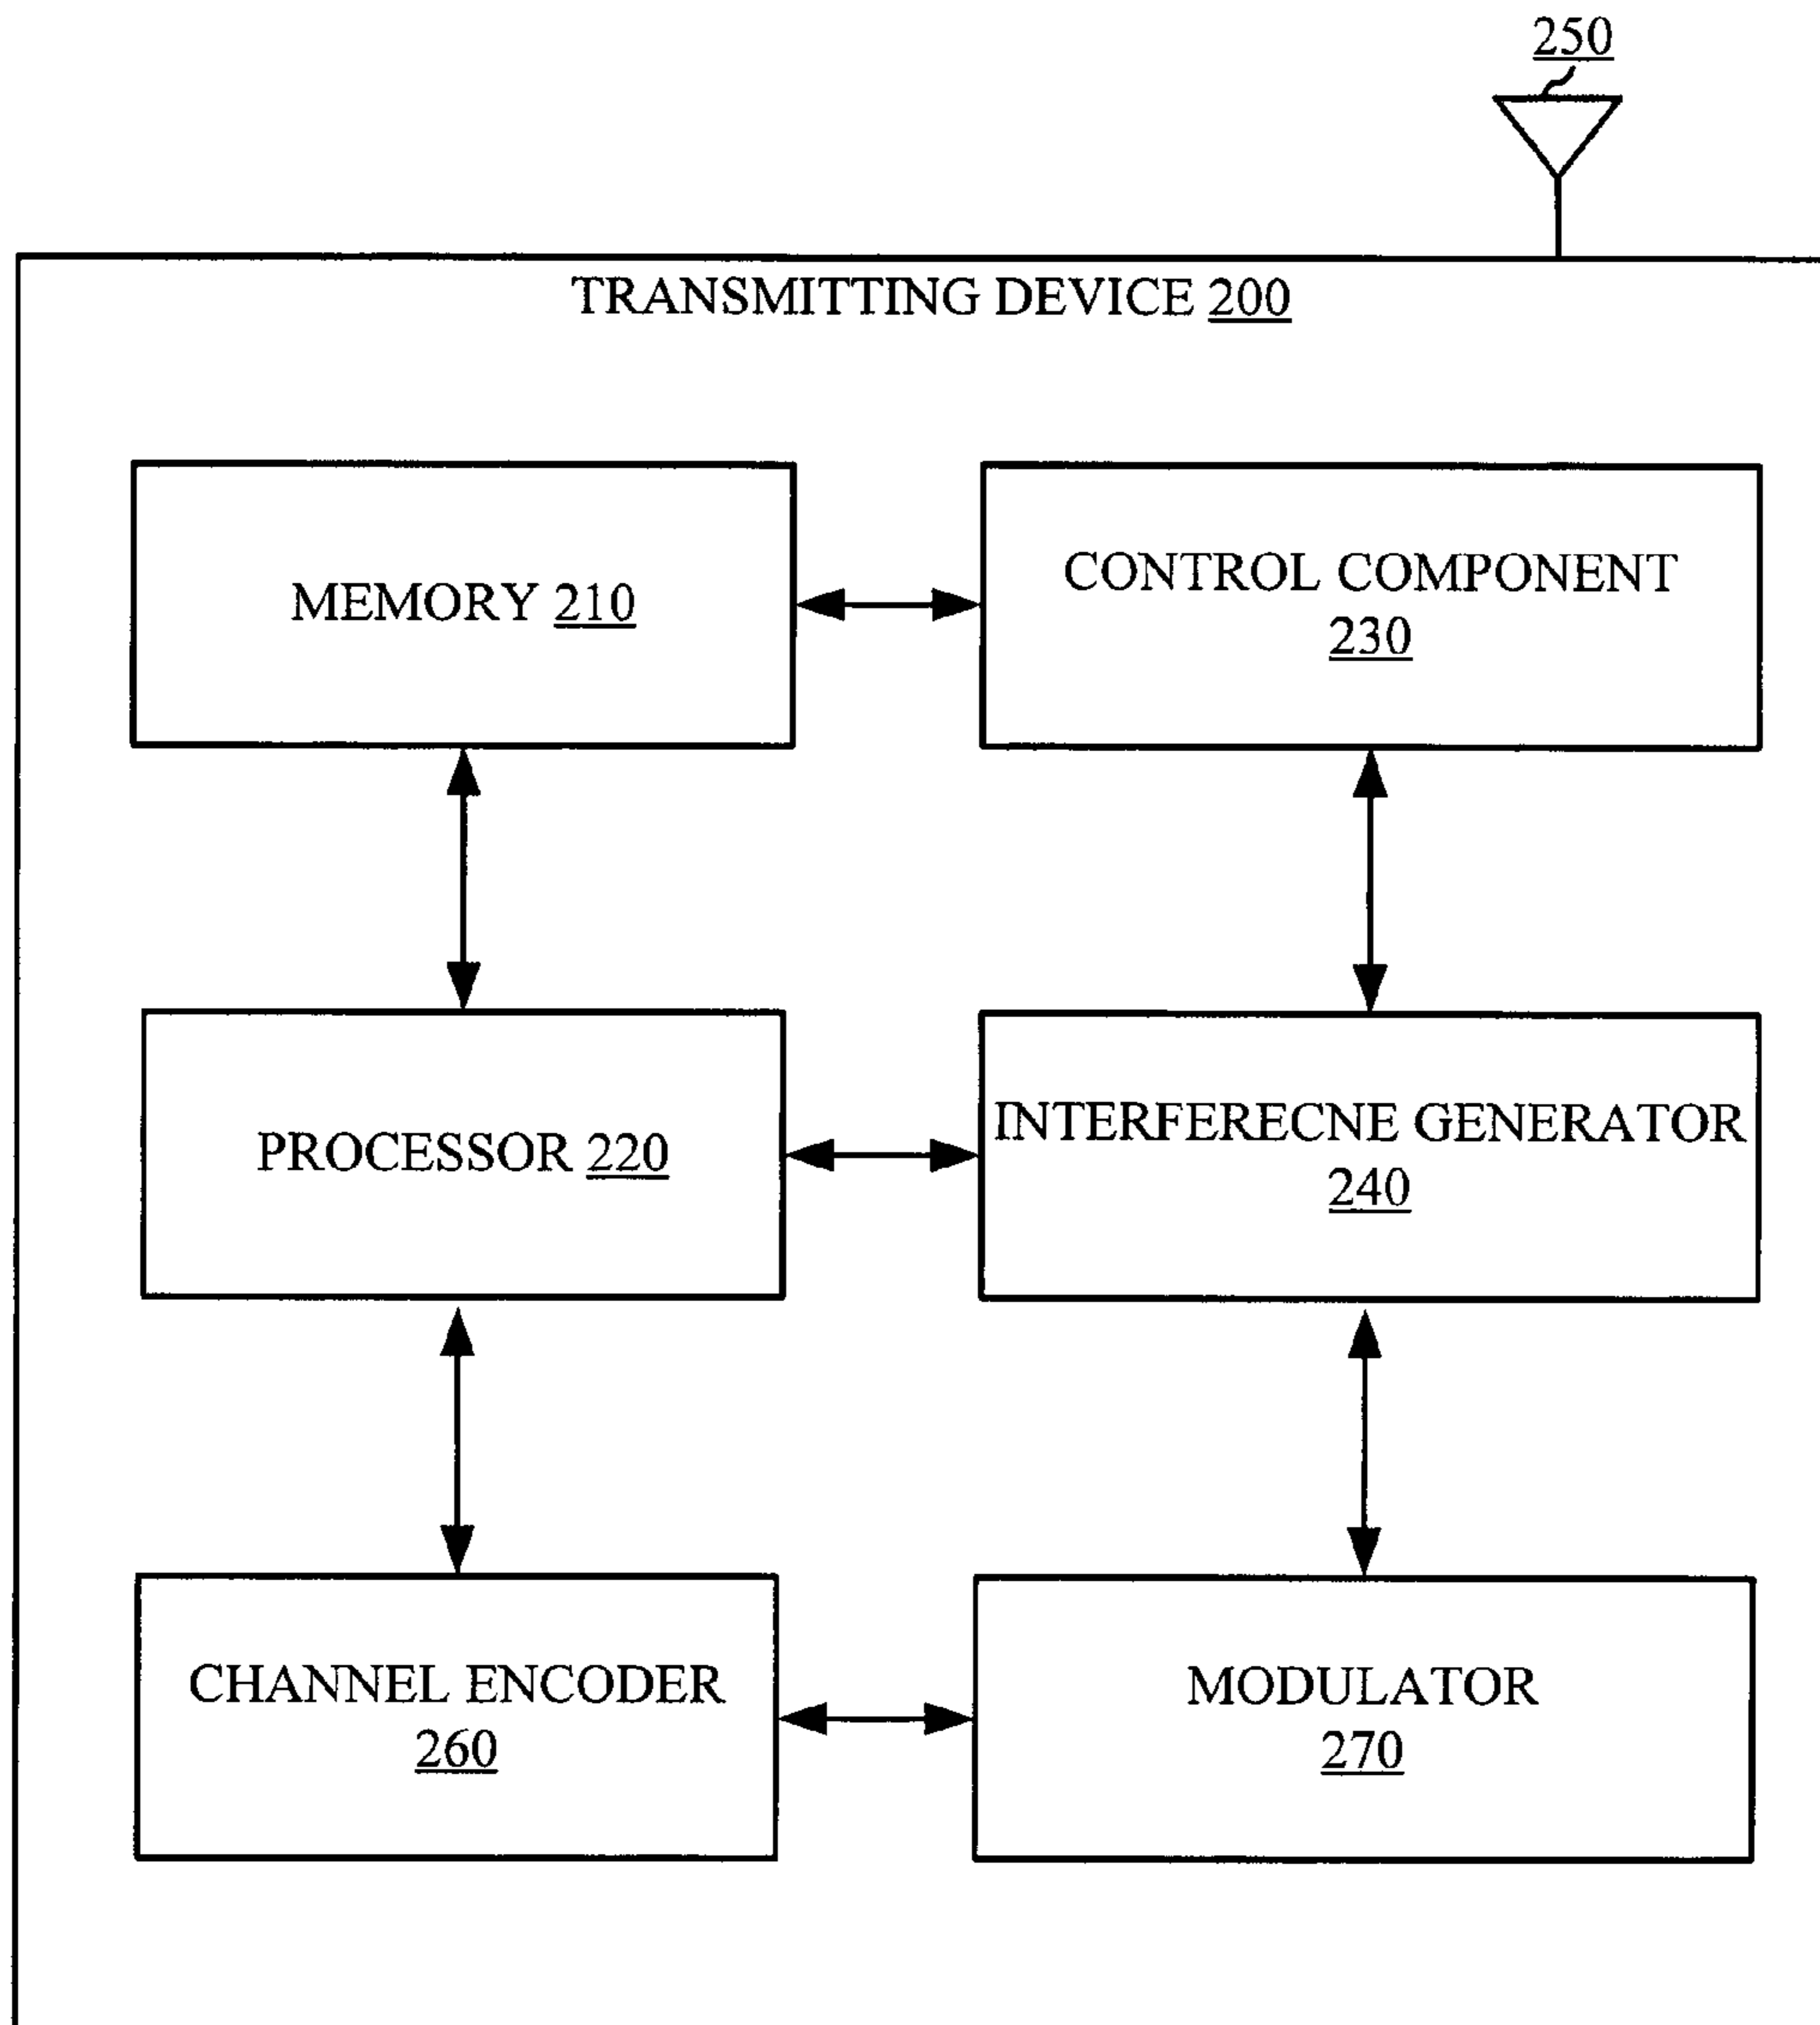 250
TRANSMITTING DEVICE 200
MEMORY 210
CONTROL COMPONENT
230
PROCESSOR 220
INTERFERECNE GENERATOR
240
CHANNEL ENCODER
260
MODULATOR
270